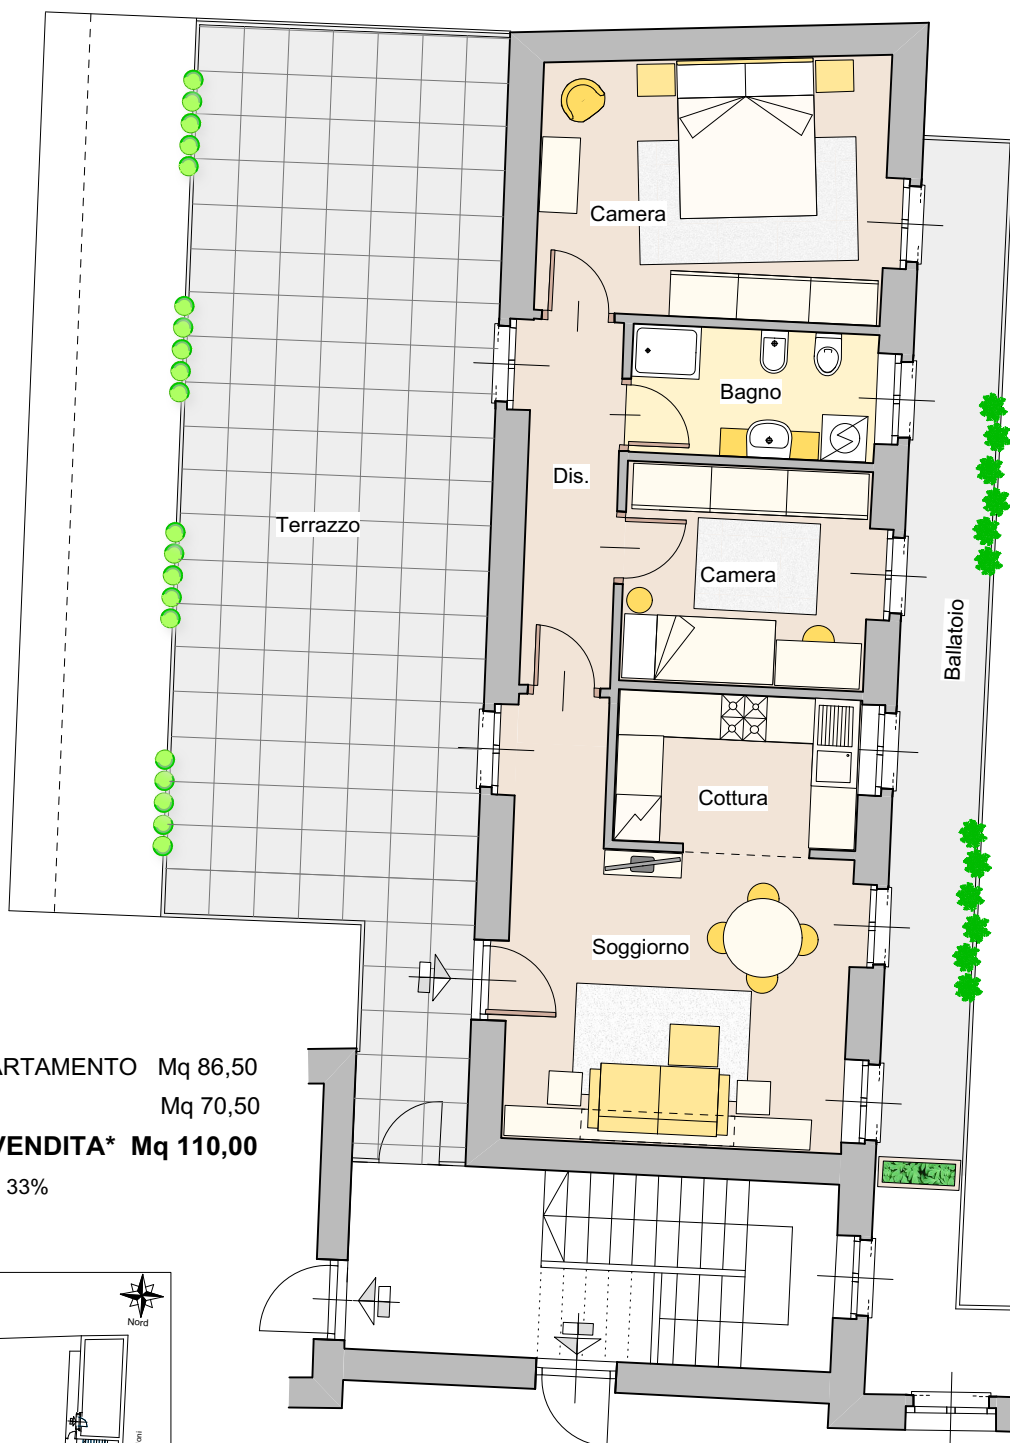 Camera
Bagno
Dis.
Terrazzo
Camera
Ballatoio
Cottura
Soggiorno
ARTAMENTO Mq 86,50
Mq 70,50
VENDITA* Mq 110,00
33%
Nord